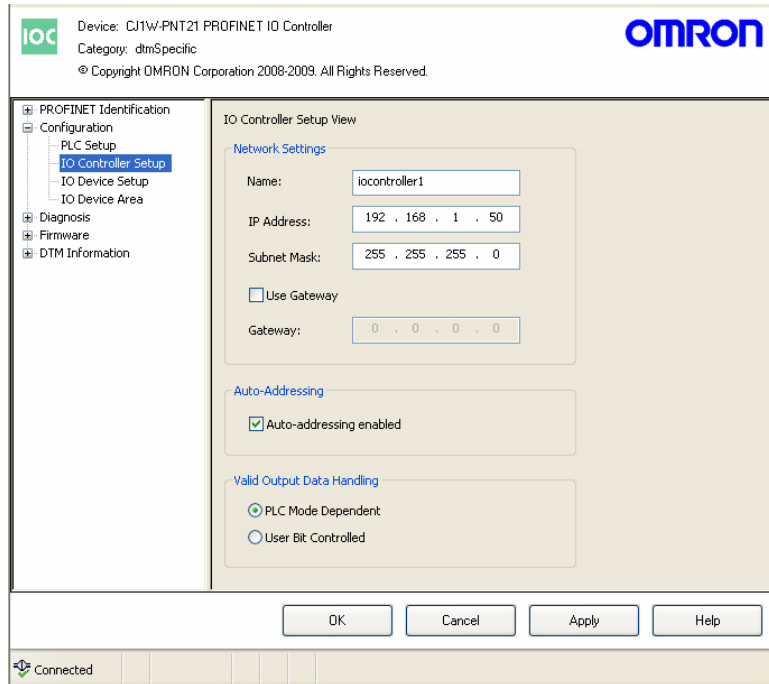 IOC
Device: CJ1W-PNT21 PROFINET IO Controller
OMRON
Category: dtmSpecific
© Copyright OMRON Corporation 2008-2009. All Rights Reserved.
PROFINET Identification
Configuration
PLC Setup
IO Controller Setup
IO Device Setup
IO Device Area
Diagnosis
Firmware
DTM Information
IO Controller Setup View
Network Settings
Name: iocontroller1
IP Address: 192 . 168 . 1 . 50
Subnet Mask: 255 . 255 . 255 . 0
Use Gateway
Gateway: 0 . 0 . 0 . 0
Auto-Addressing
Auto-addressing enabled
Valid Output Data Handling
PLC Mode Dependent
User Bit Controlled
OK Cancel Apply Help
Connected